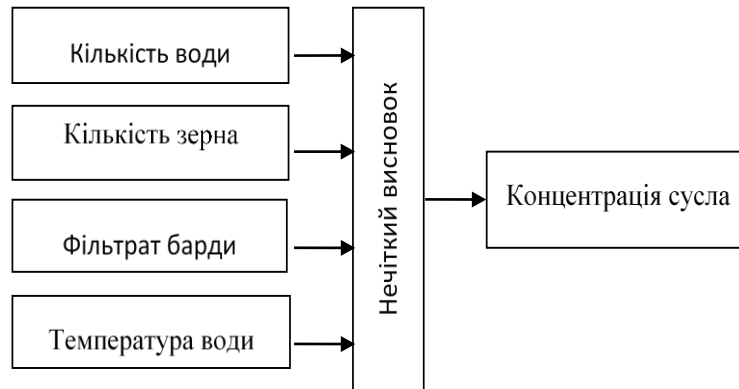 Кількість води
Кількість зерна
Фільтрат барди
Температура води
Нечіткий висновок
Концентрація сусла